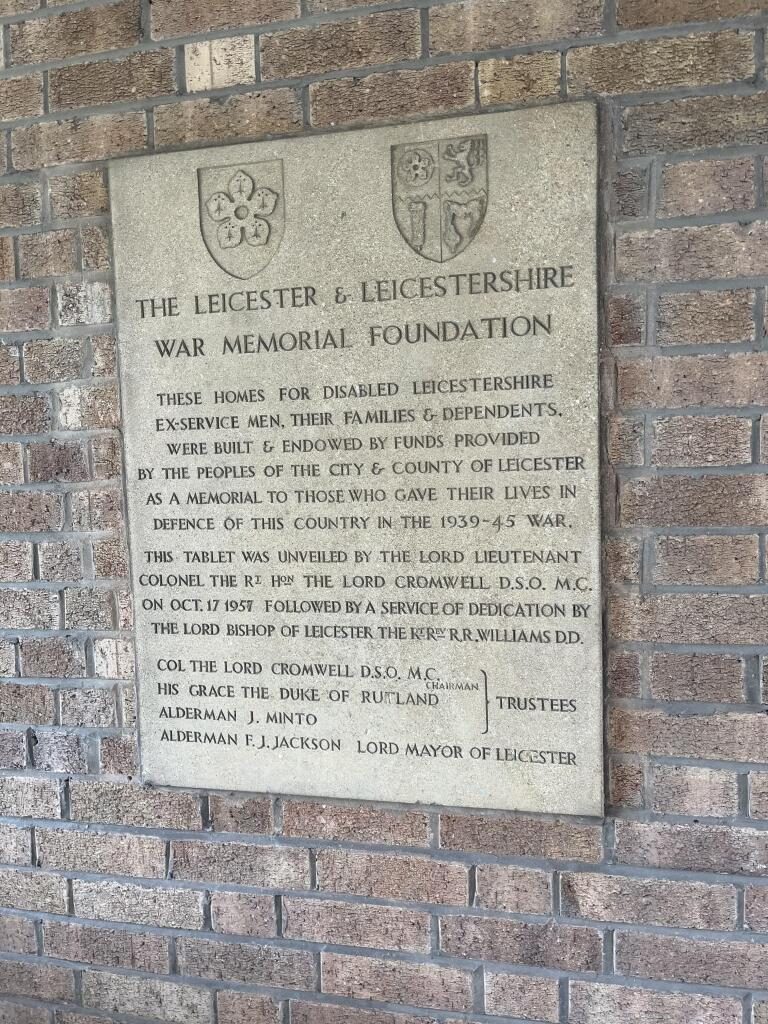 THE LEICESTER & LEICESTERSHIRE
WAR MEMORIAL FOUNDATION
THESE HOMES FOR DISABLED LEICESTERSHIRE
EX-SERVICE MEN, THEIR FAMILIES & DEPENDENTS,
WERE BUILT & ENDOWED BY FUNDS PROVIDED
BY THE PEOPLES OF THE CITY & COUNTY OF LEICESTER
AS A MEMORIAL TO THOSE WHO GAVE THEIR LIVES IN
DEFENCE OF THIS COUNTRY IN THE 1939-45 WAR.
THIS TABLET WAS UNVEILED BY THE LORD LIEUTENANT
COLONEL THE RT HON THE LORD CROMWELL D.S.O. M.C.
ON OCT. 17 1957 FOLLOWED BY A SERVICE OF DEDICATION BY
THE LORD BISHOP OF LEICESTER THE RT REV R.R. WILLIAMS D.D.
COL THE LORD CROMWELL D.S.O. M.C.
CHAIRMAN
HIS GRACE THE DUKE OF RUTLAND
TRUSTEES
ALDERMAN J. MINTO
ALDERMAN F. J. JACKSON LORD MAYOR OF LEICESTER